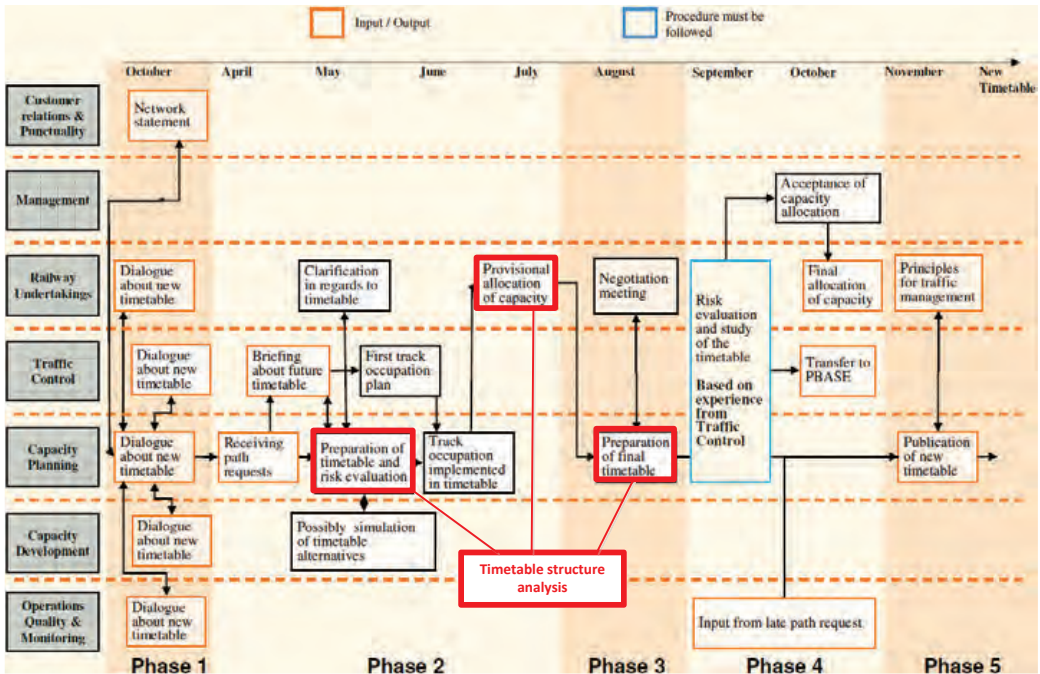 Input / Output
Procedure must be
followed
October
April
May
June
July
August
September
October
November
New
Timetable
Customer
relations &
Punctuality
Network
statement
Management
Acceptance of
capacity
allocation
Railway
Undertakings
Dialogue
about new
timetable
Clarification
in regards to
timetable
Provisional
allocation
of capacity
Negotiation
meeting
Risk
evaluation
and study
of the
timetable
Based on
experience
from
Traffic
Control
Final
allocation
of capacity
Principles
for traffic
management
Traffic
Control
Dialogue
about new
timetable
Briefing
about future
timetable
First track
occupation
plan
Transfer to
PBASE
Capacity
Planning
Dialogue
about new
timetable
Receiving
path
requests
Preparation of
timetable and
risk evaluation
Track
occupation
implemented
in timetable
Preparation
of final
timetable
Publication
of new
timetable
Capacity
Development
Dialogue
about new
timetable
Possibly simulation
of timetable
alternatives
Timetable structure
analysis
Operations
Quality &
Monitoring
Dialogue
about new
timetable
Input from late path request
Phase 1
Phase 2
Phase 3
Phase 4
Phase 5